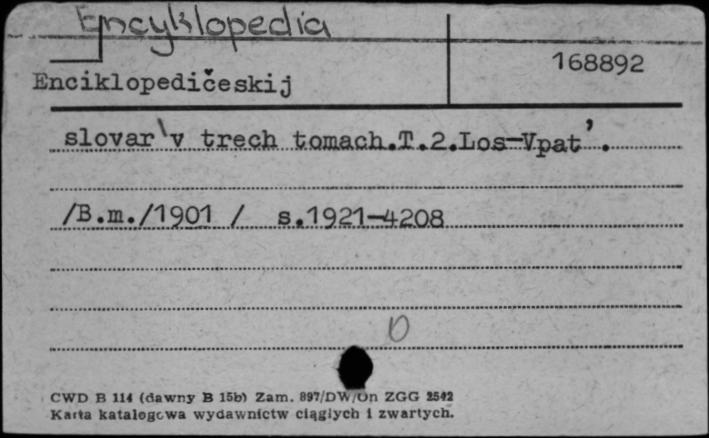 Encyklopedia
168892
Enciklopedičeskij
slovar\v trech tomach.T.2.Los-Vpat'.
/B.m./1901 / s.1921-4208
D
CWD B 114 (dawny B 15b) Zam. 897/DW/On ZGG 2542
Karta katalogowa wydawnictw ciągłych i zwartych.